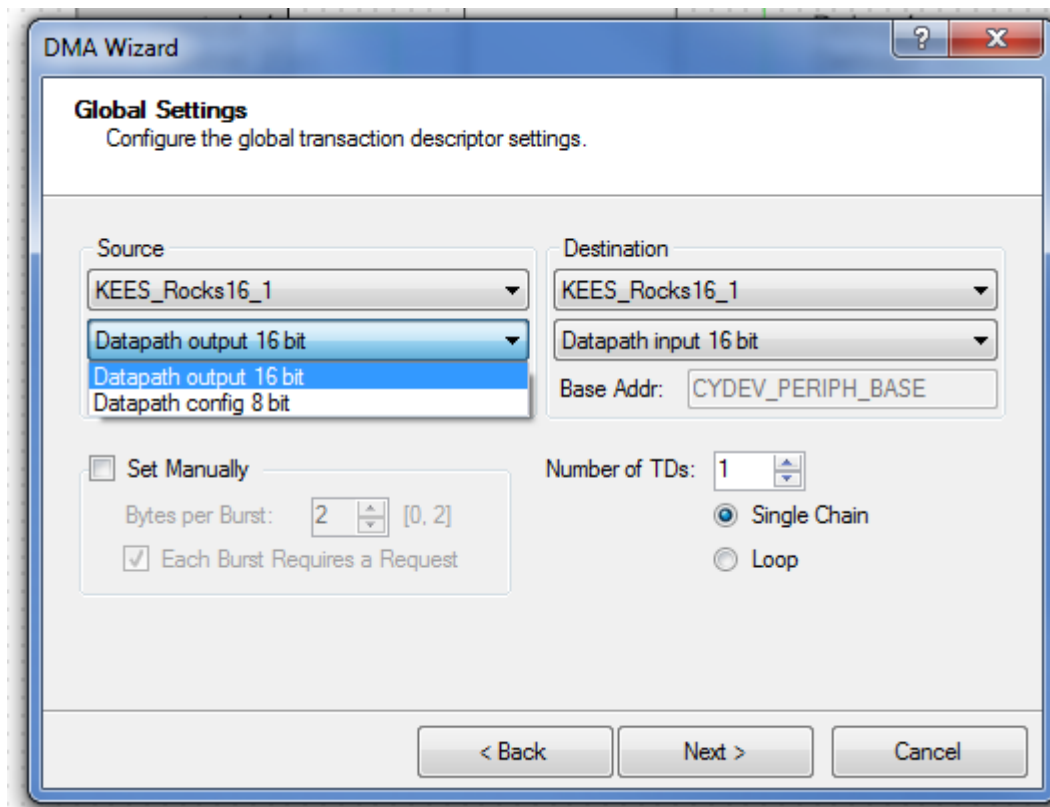 DMA Wizard
Global Settings
Configure the global transaction descriptor settings.
Source
KEES_Rocks16_1
Datapath output 16 bit
Datapath output 16 bit
Datapath config 8 bit
Destination
KEES_Rocks16_1
Datapath input 16 bit
Base Addr: CYDEV_PERIPH_BASE
Set Manually
Bytes per Burst: 2 [0, 2]
Each Burst Requires a Request
Number of TDs: 1
Single Chain
Loop
< Back Next > Cancel